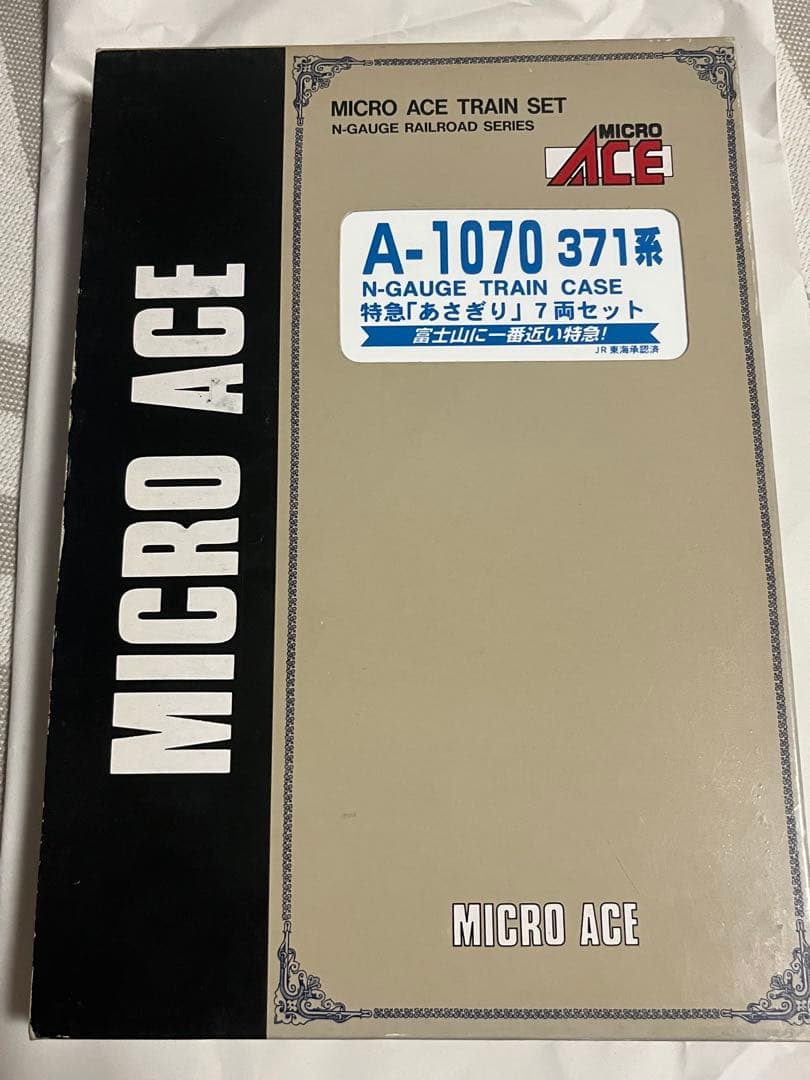 MICRO ACE TRAIN SET
N-GAUGE RAILROAD SERIES
MICRO
ACE
A-1070 371系
N-GAUGE TRAIN CASE
特急「あさぎり」7両セット
富士山に一番近い特急!
JR東海承認済
MICRO ACE
MICRO ACE